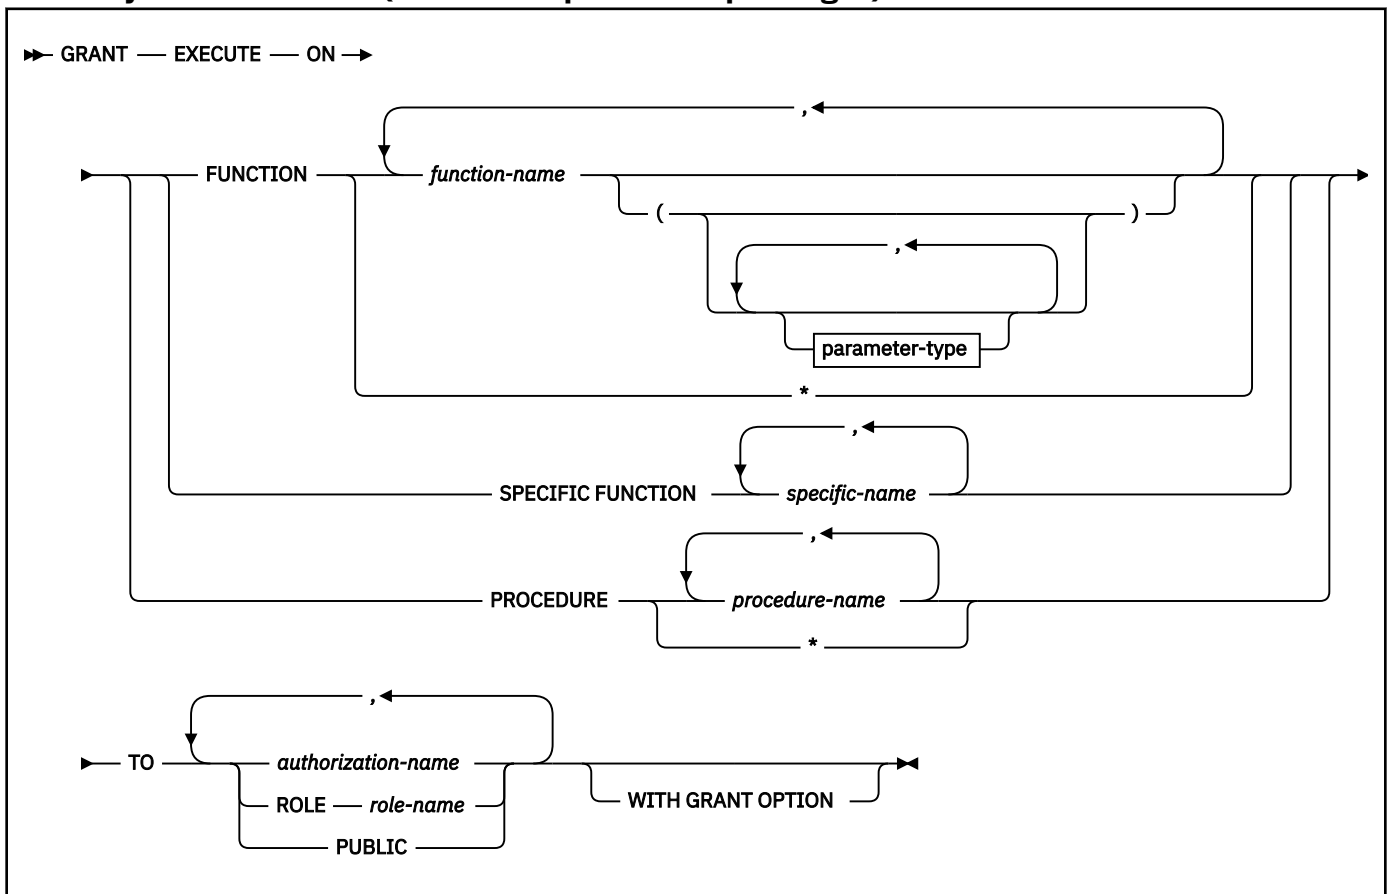 GRANT EXECUTE ON
,
FUNCTION function-name
( )
,
parameter-type
*
,
SPECIFIC FUNCTION specific-name
,
PROCEDURE procedure-name
*
,
TO authorization-name
ROLE role-name WITH GRANT OPTION
PUBLIC